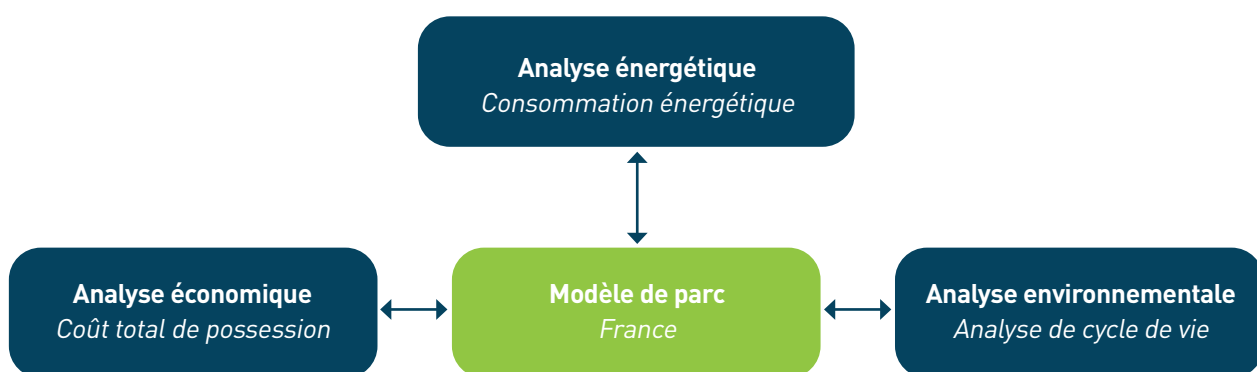 Analyse énergétique
Consommation énergétique
Analyse économique
Coût total de possession
Modèle de parc
France
Analyse environnementale
Analyse de cycle de vie